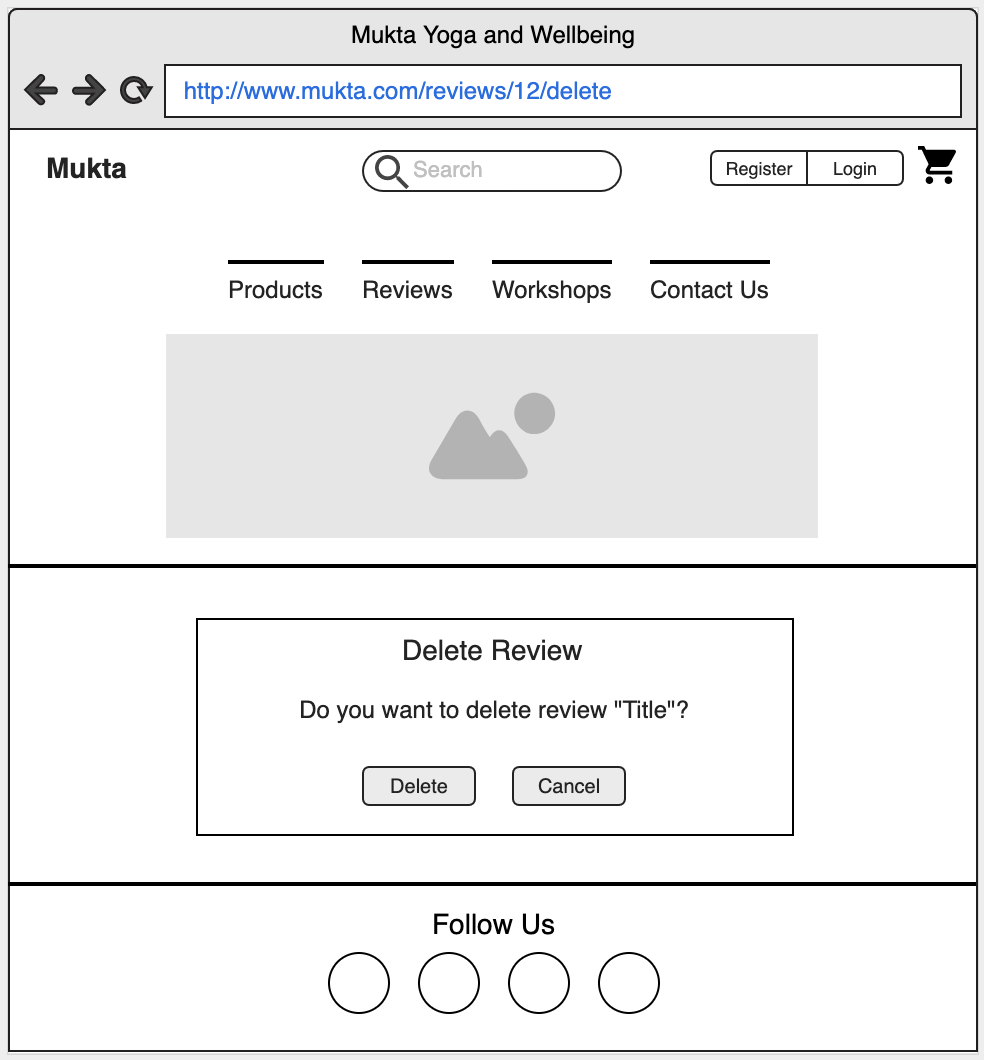 Mukta Yoga and Wellbeing
http://www.mukta.com/reviews/12/delete
Mukta
Search
Register
Login
Products
Reviews
Workshops
Contact Us
Delete Review
Do you want to delete review "Title"?
Delete
Cancel
Follow Us